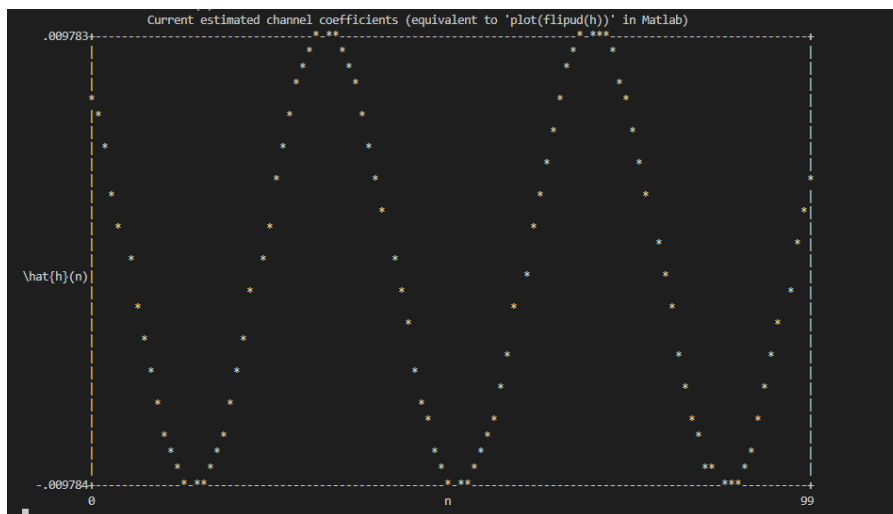 Current estimated channel coefficients (equivalent to 'plot(flipud(h))' in Matlab)
.009783
\hat{h}(n)
-.009784
0 n 99